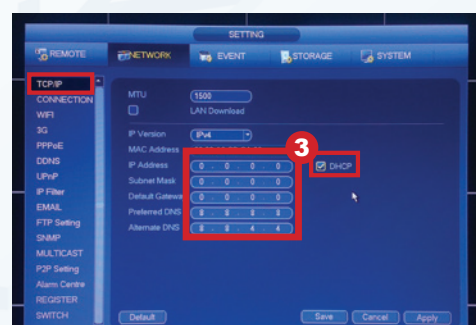 SETTING
REMOTE NETWORK EVENT STORAGE SYSTEM
TCP/IP
CONNECTION
WIFI
3G
PPPoE
DDNS
UPnP
IP Filter
EMAIL
FTP Setting
SNMP
MULTICAST
P2P Setting
Alarm Centre
REGISTER
SWITCH
MTU 1500
LAN Download
IP Version IPv4
MAC Address
IP Address 0 . 0 . 0 . 0 DHCP
Subnet Mask 0 . 0 . 0 . 0
Default Gatewa 0 . 0 . 0 . 0
Preferred DNS 8 . 8 . 8 . 8
Alternate DNS 8 . 8 . 4 . 4
3
Default Save Cancel Apply